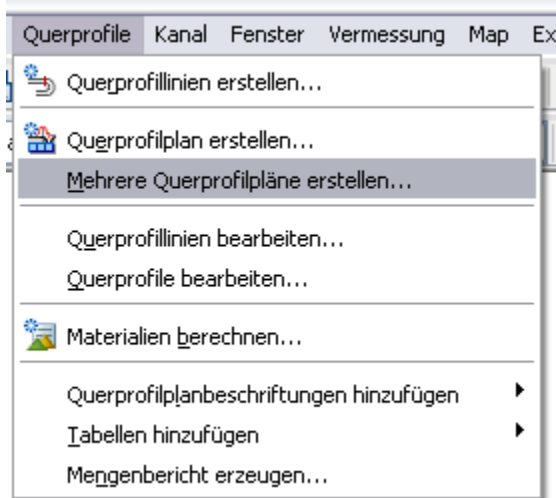 Querprofile Kanal Fenster Vermessung Map Ex
Querprofillinien erstellen...
Querprofilplan erstellen...
Mehrere Querprofilpläne erstellen...
Querprofillinien bearbeiten...
Querprofile bearbeiten...
Materialien berechnen...
Querprofilplanbeschriftungen hinzufügen
Tabellen hinzufügen
Mengenbericht erzeugen...